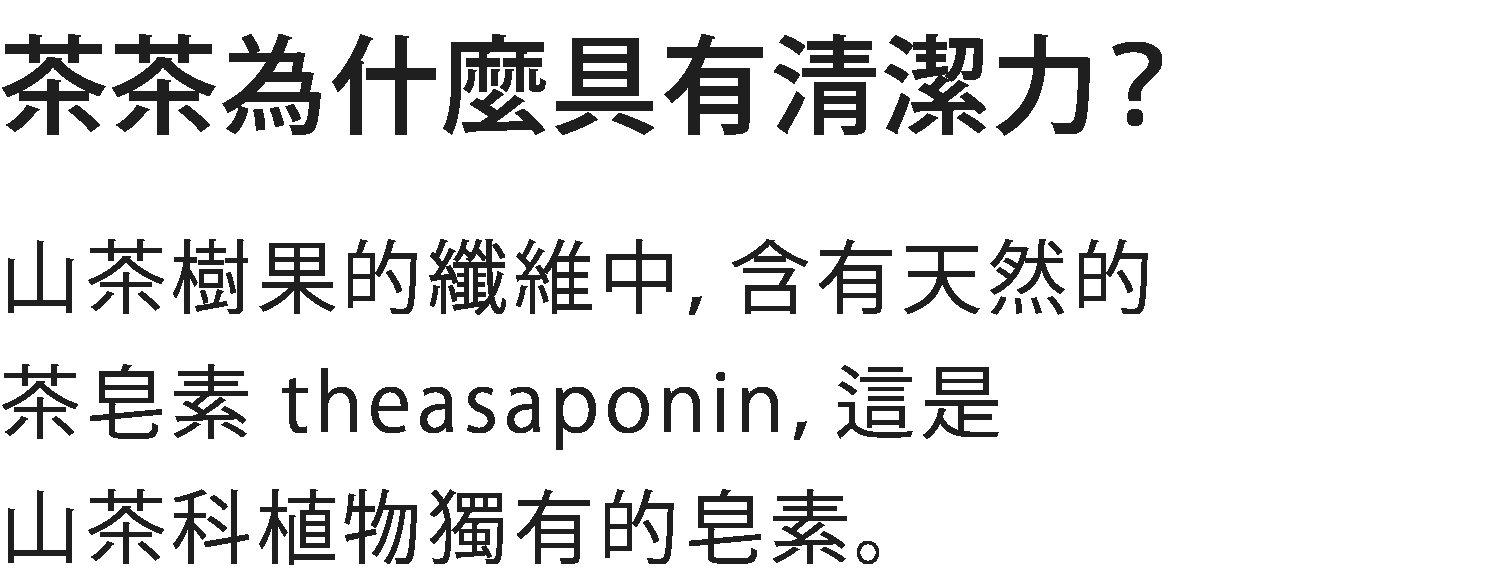 茶茶為什麼具有清潔力？
山茶樹果的纖維中，含有天然的
茶皂素 theasaponin，這是
山茶科植物獨有的皂素。